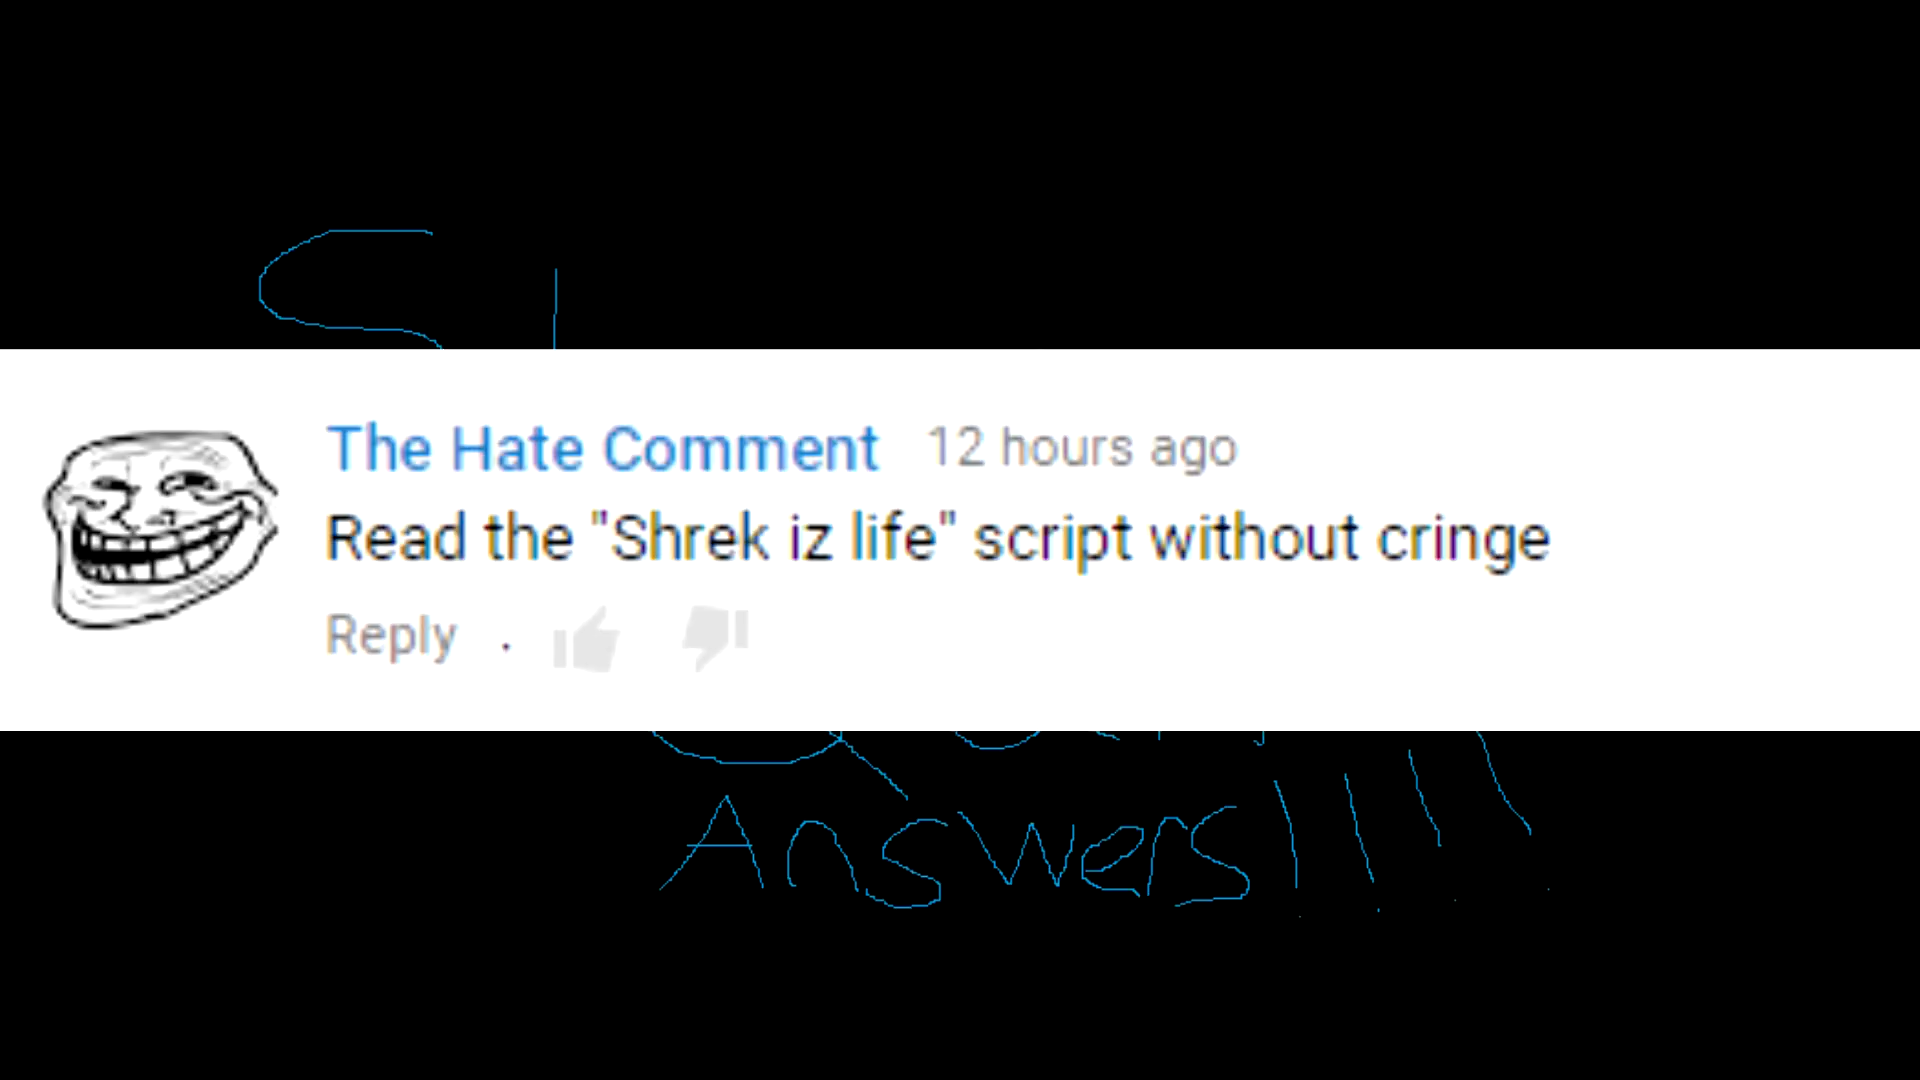 The Hate Comment 12 hours ago
Read the "Shrek iz life" script without cringe
Reply .
Answers!!!!